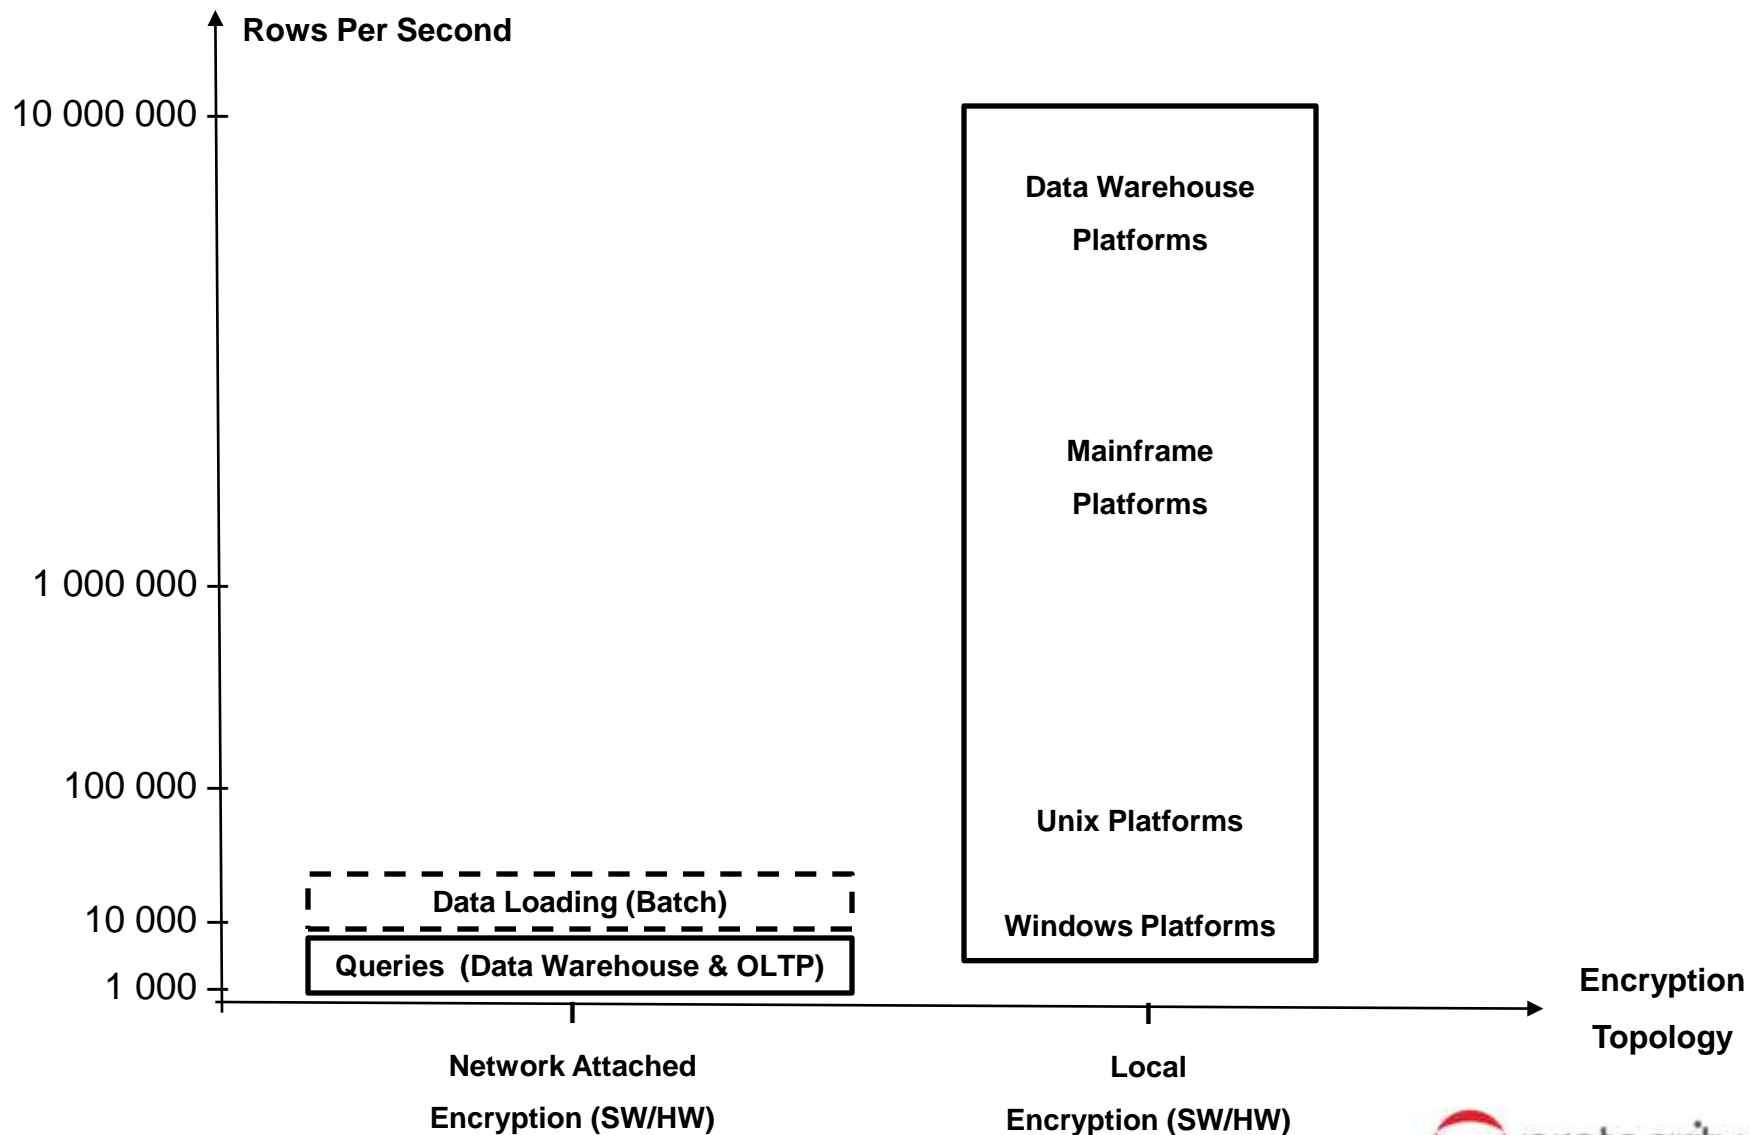 Rows Per Second
10 000 000
Data Warehouse
Platforms
Mainframe
Platforms
1 000 000
100 000
Unix Platforms
Data Loading (Batch)
10 000
Windows Platforms
Queries (Data Warehouse & OLTP)
1 000
Encryption
Topology
Network Attached
Encryption (SW/HW)
Local
Encryption (SW/HW)